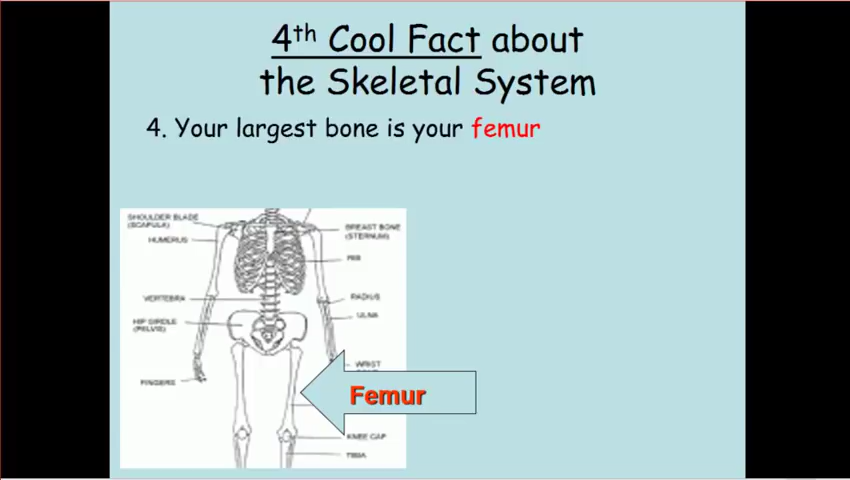 4th Cool Fact about
the Skeletal System
4. Your largest bone is your femur
SHOULDER BLADE
(SCAPULA)
BREAST BONE
(STERNUM)
HUMERUS
RIB
VERTEBRA
RADIUS
ULNA
HIP GIRDLE
(PELVIS)
WRIST
FINGERS
Femur
KNEE CAP
TIBIA